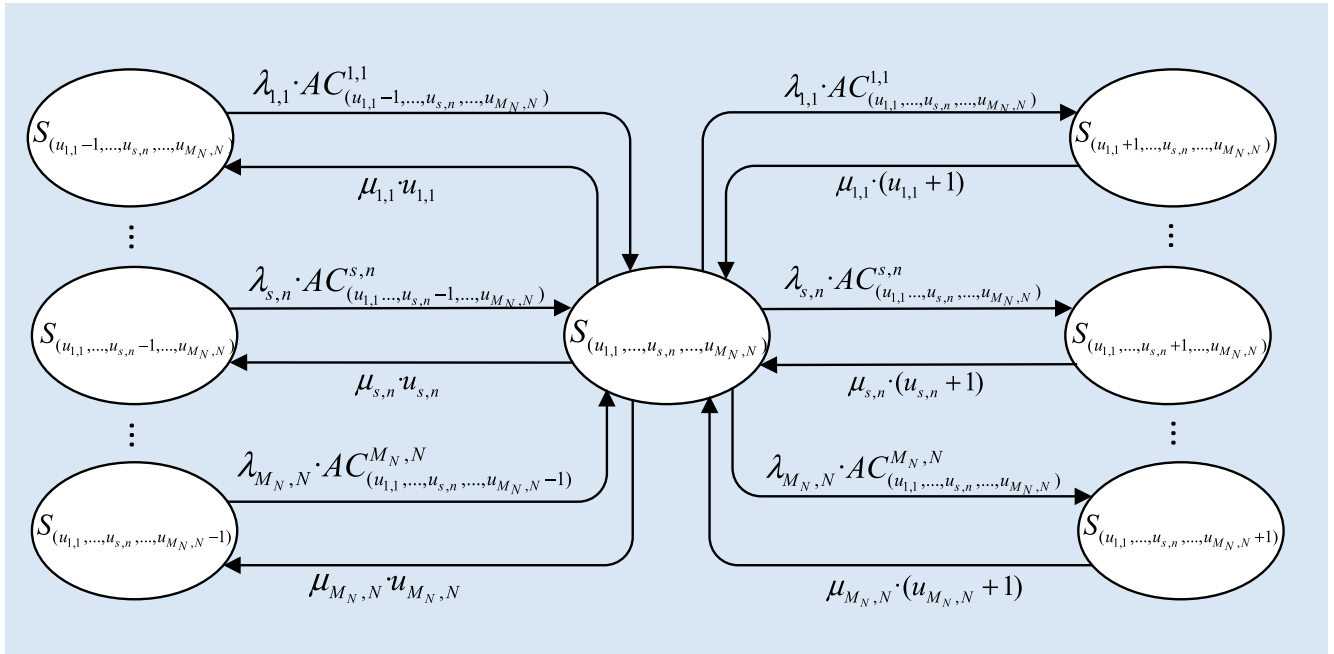 λ_{1,1}·AC^{1,1}_{(u_{1,1}−1,...,u_{s,n},...,u_{M_N,N})}
λ_{1,1}·AC^{1,1}_{(u_{1,1},...,u_{s,n},...,u_{M_N,N})}
S_{(u_{1,1}−1,...,u_{s,n},...,u_{M_N,N})}
S_{(u_{1,1}+1,...,u_{s,n},...,u_{M_N,N})}
μ_{1,1}·u_{1,1}
μ_{1,1}·(u_{1,1}+1)
⋮
⋮
λ_{s,n}·AC^{s,n}_{(u_{1,1}...,u_{s,n}−1,...,u_{M_N,N})}
λ_{s,n}·AC^{s,n}_{(u_{1,1}...,u_{s,n},...,u_{M_N,N})}
S_{(u_{1,1},...,u_{s,n}−1,...,u_{M_N,N})}
S_{(u_{1,1},...,u_{s,n},...,u_{M_N,N})}
S_{(u_{1,1},...,u_{s,n}+1,...,u_{M_N,N})}
μ_{s,n}·u_{s,n}
μ_{s,n}·(u_{s,n}+1)
⋮
⋮
λ_{M_N,N}·AC^{M_N,N}_{(u_{1,1},...,u_{s,n},...,u_{M_N,N}−1)}
λ_{M_N,N}·AC^{M_N,N}_{(u_{1,1},...,u_{s,n},...,u_{M_N,N})}
S_{(u_{1,1},...,u_{s,n},...,u_{M_N,N}−1)}
S_{(u_{1,1},...,u_{s,n},...,u_{M_N,N}+1)}
μ_{M_N,N}·u_{M_N,N}
μ_{M_N,N}·(u_{M_N,N}+1)